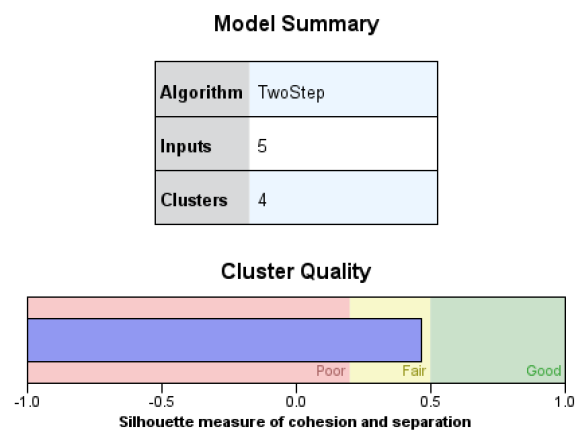 Model Summary
Algorithm TwoStep
Inputs 5
Clusters 4
Cluster Quality
Poor Fair Good
-1.0 -0.5 0.0 0.5 1.0
Silhouette measure of cohesion and separation